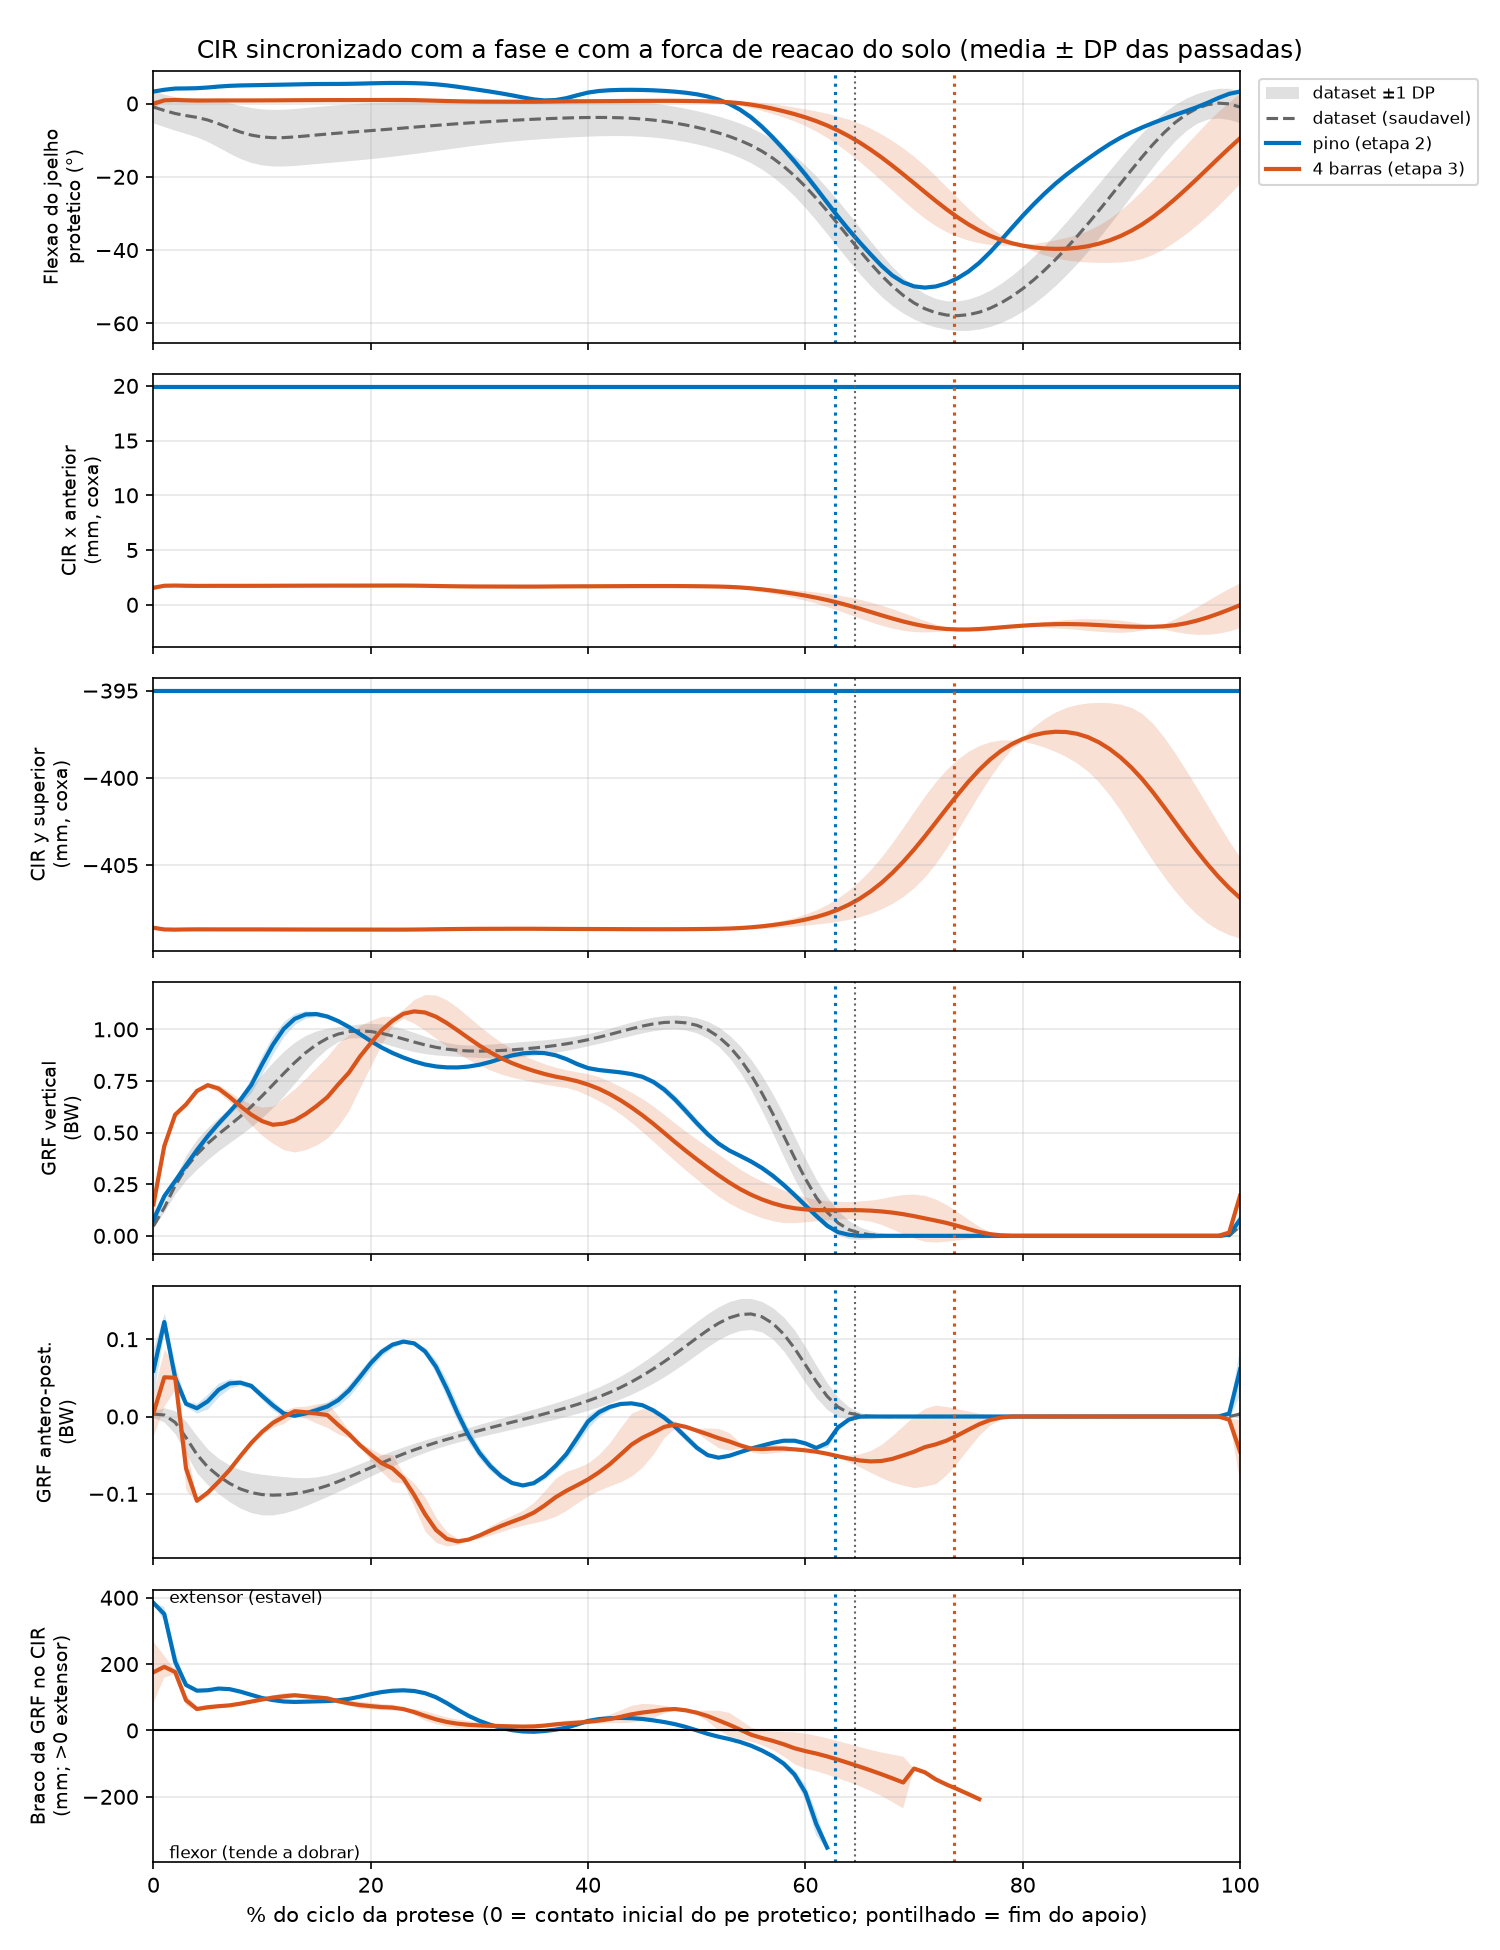 CIR sincronizado com a fase e com a forca de reacao do solo (media ± DP das passadas)
dataset ±1 DP
dataset (saudavel)
pino (etapa 2)
4 barras (etapa 3)
Flexao do joelho
protetico (°)
0
−20
−40
−60
CIR x anterior
(mm, coxa)
20
15
10
5
0
CIR y superior
(mm, coxa)
−395
−400
−405
GRF vertical
(BW)
1.00
0.75
0.50
0.25
0.00
GRF antero-post.
(BW)
0.1
0.0
−0.1
Braco da GRF no CIR
(mm; >0 extensor)
400
200
0
−200
extensor (estavel)
flexor (tende a dobrar)
0 20 40 60 80 100
% do ciclo da protese (0 = contato inicial do pe protetico; pontilhado = fim do apoio)